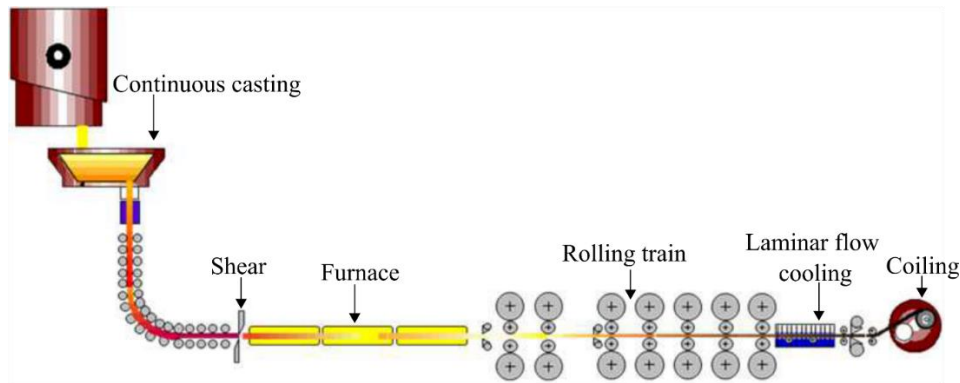 Continuous casting
Shear
Furnace
Rolling train
Laminar flow
cooling
Coiling